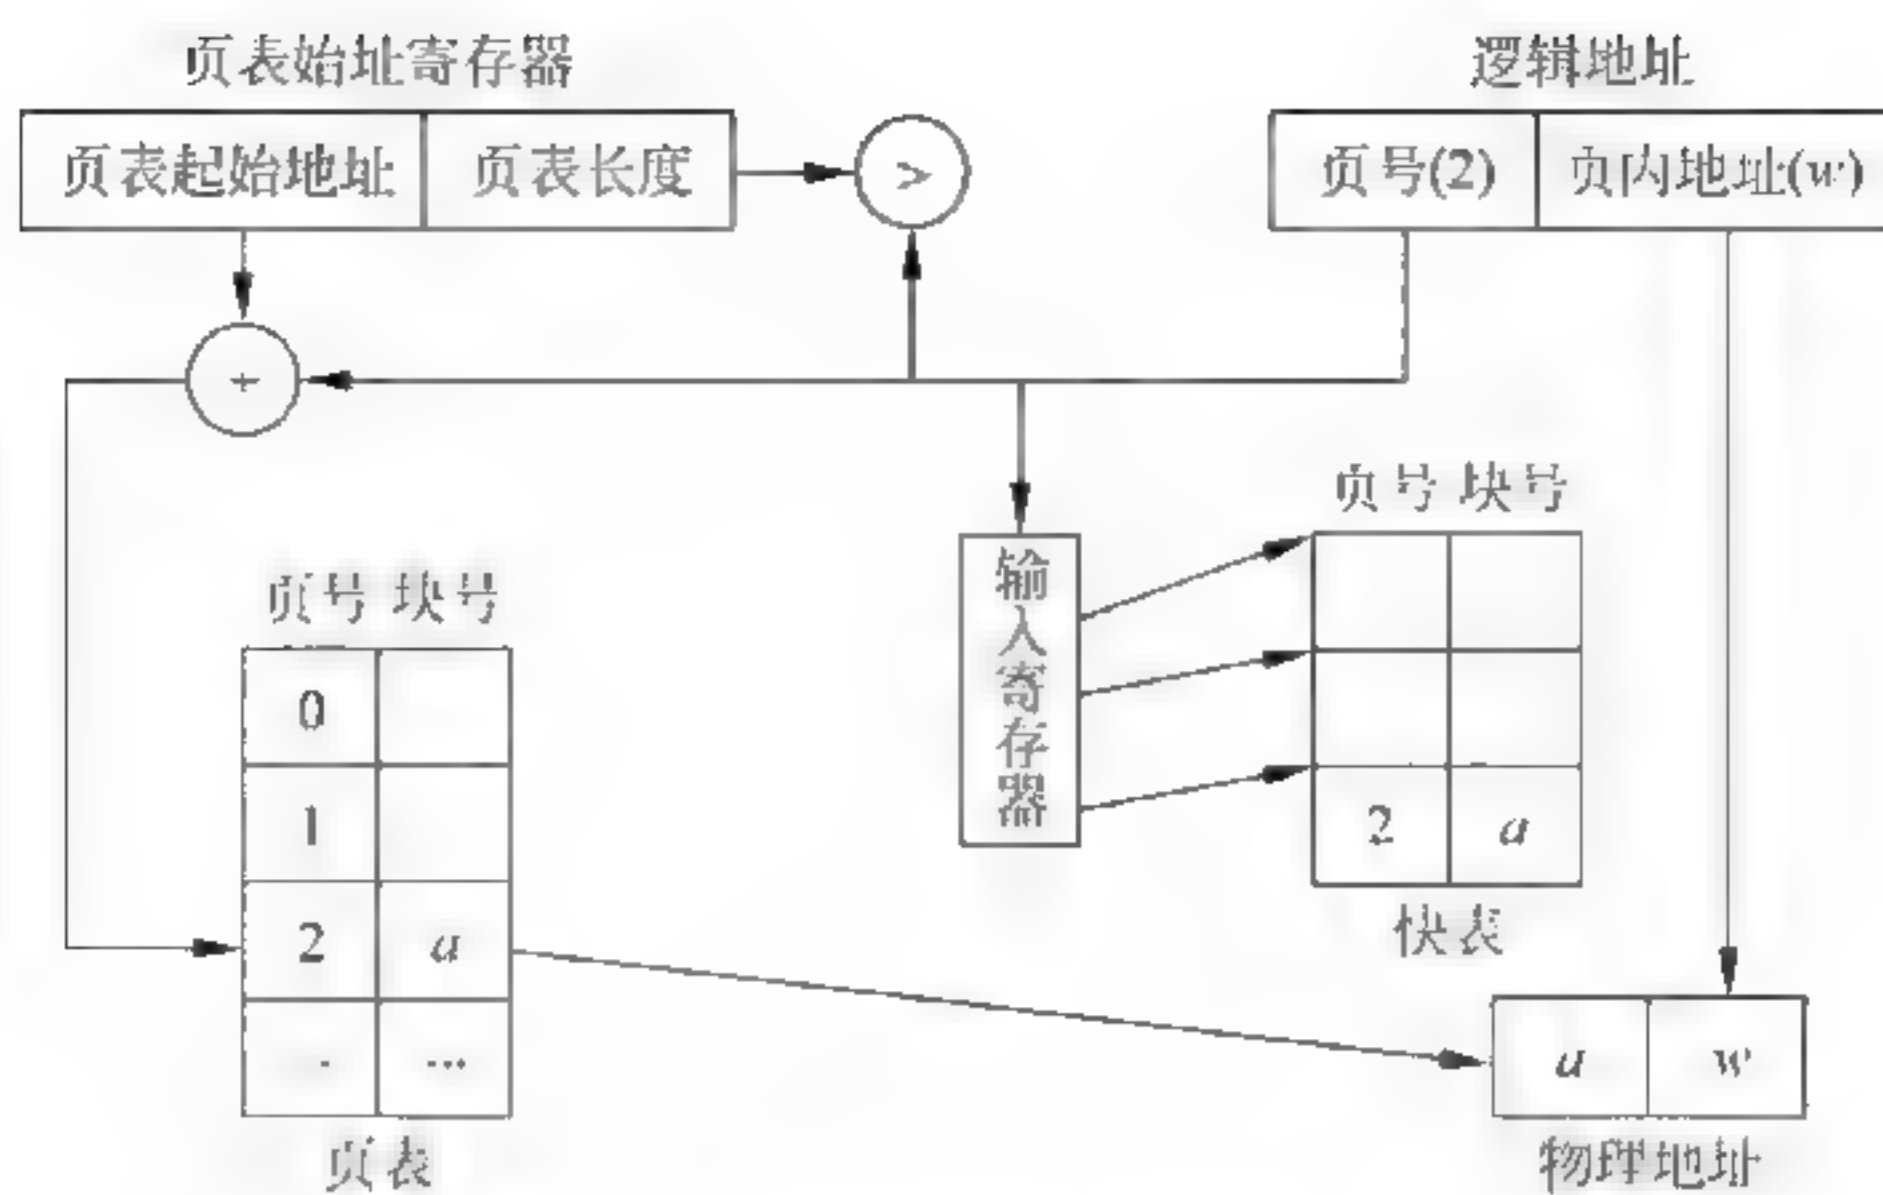 页表始址寄存器
逻辑地址
页表起始地址 页表长度
>
页号(2) 页内地址(w)
+
页号 块号
输入寄存器
2 a
快表
页号 块号
0
1
2 a
... ...
页表
a w
物理地址